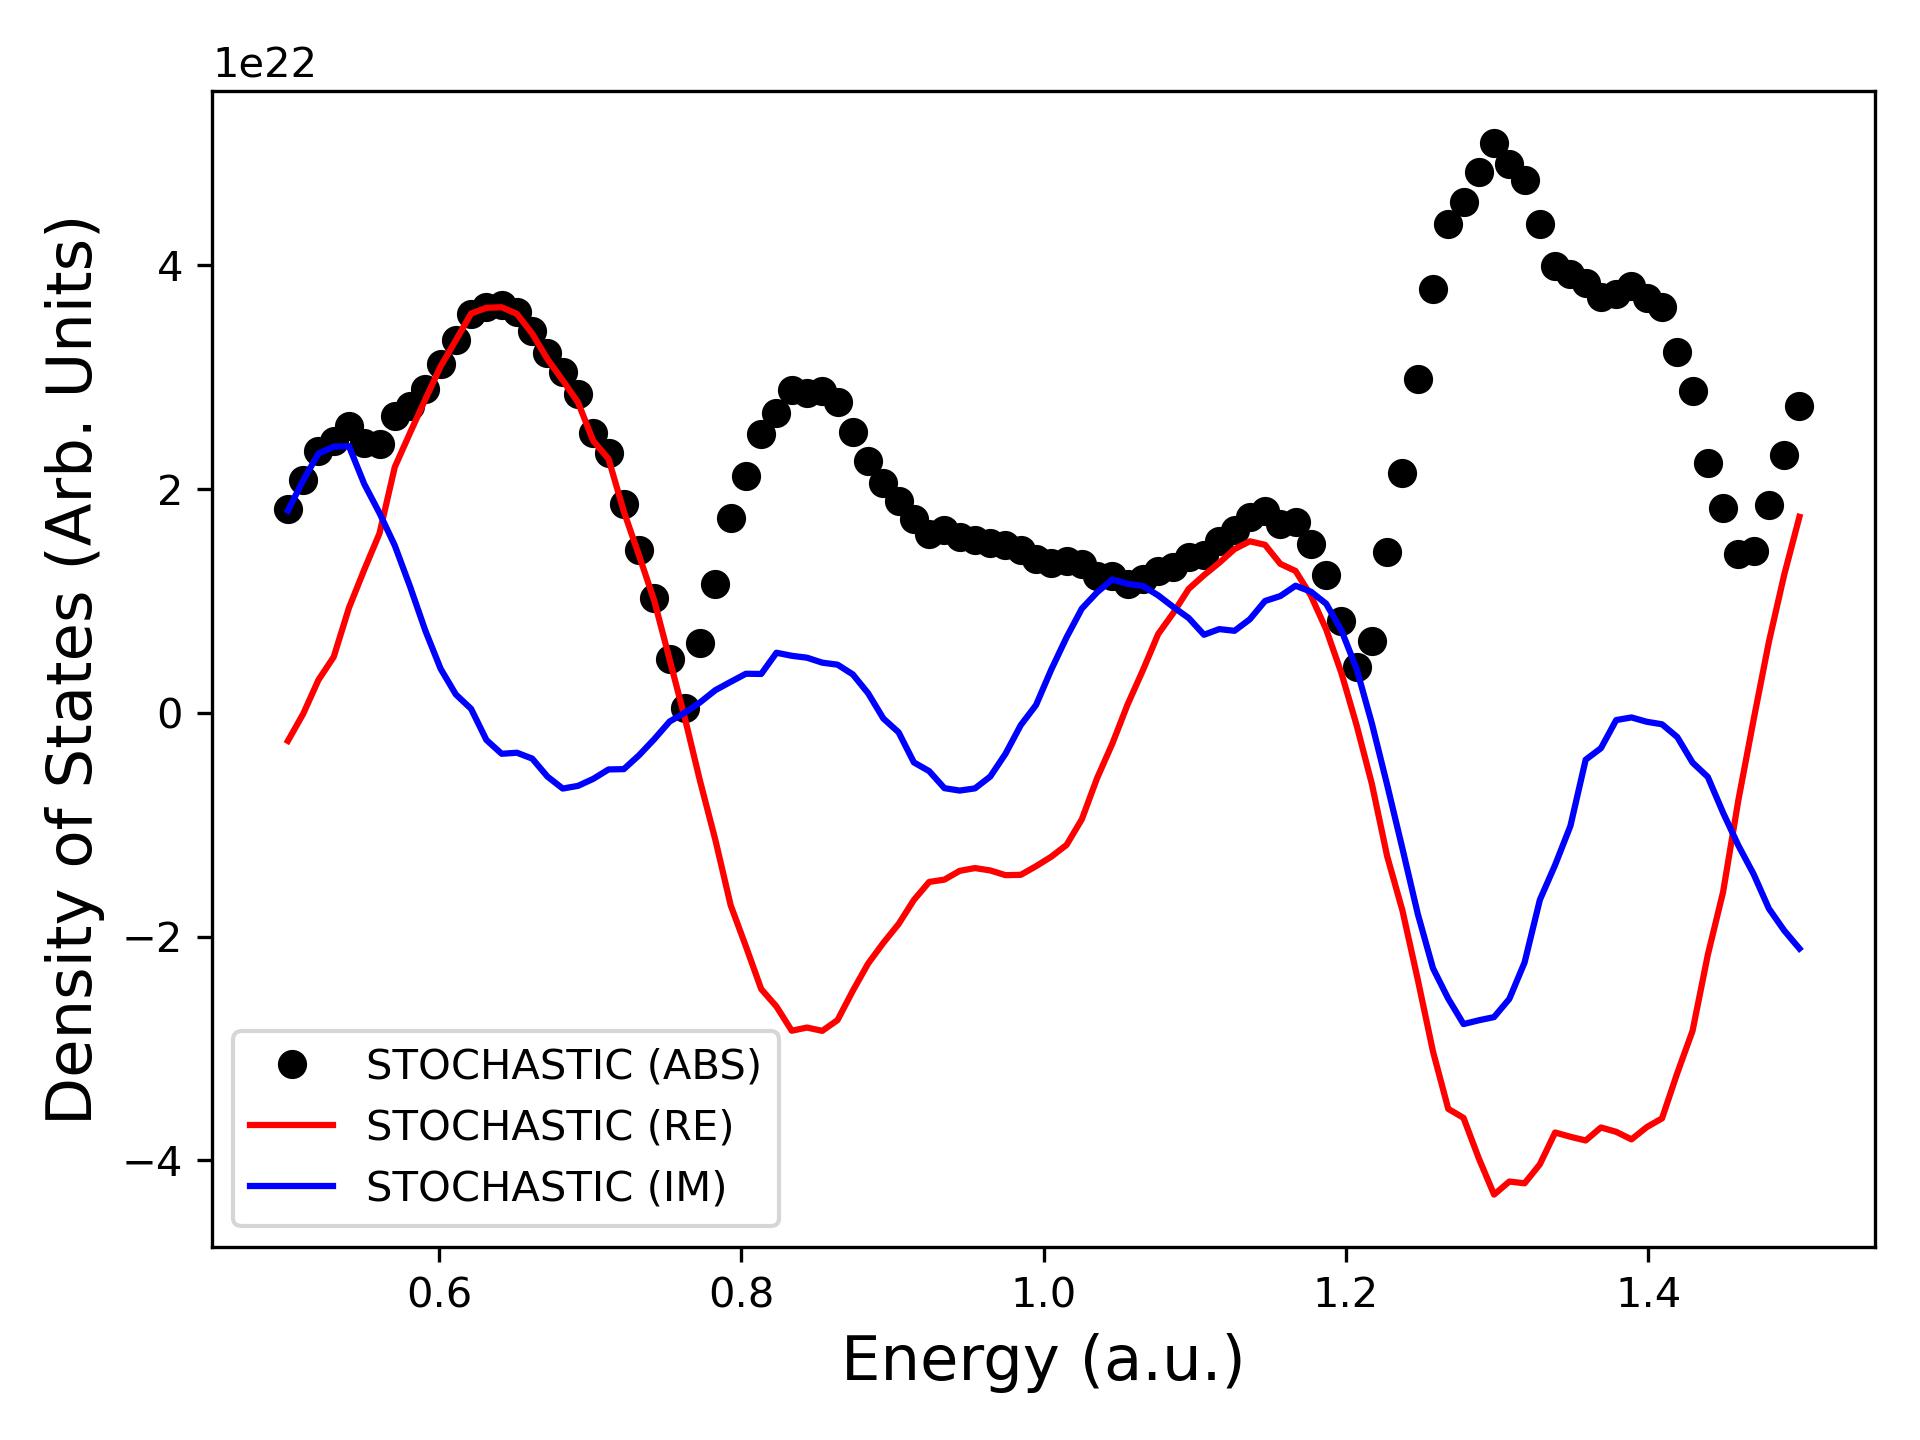 1e22
Density of States (Arb. Units)
4
2
0
−2
−4
STOCHASTIC (ABS)
STOCHASTIC (RE)
STOCHASTIC (IM)
0.6 0.8 1.0 1.2 1.4
Energy (a.u.)